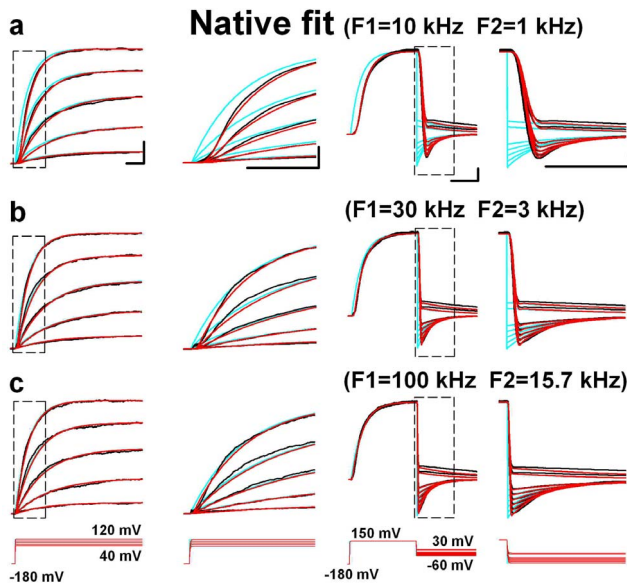 a Native fit (F1=10 kHz F2=1 kHz)
b (F1=30 kHz F2=3 kHz)
c (F1=100 kHz F2=15.7 kHz)
120 mV 150 mV 30 mV
40 mV
-180 mV -180 mV -60 mV